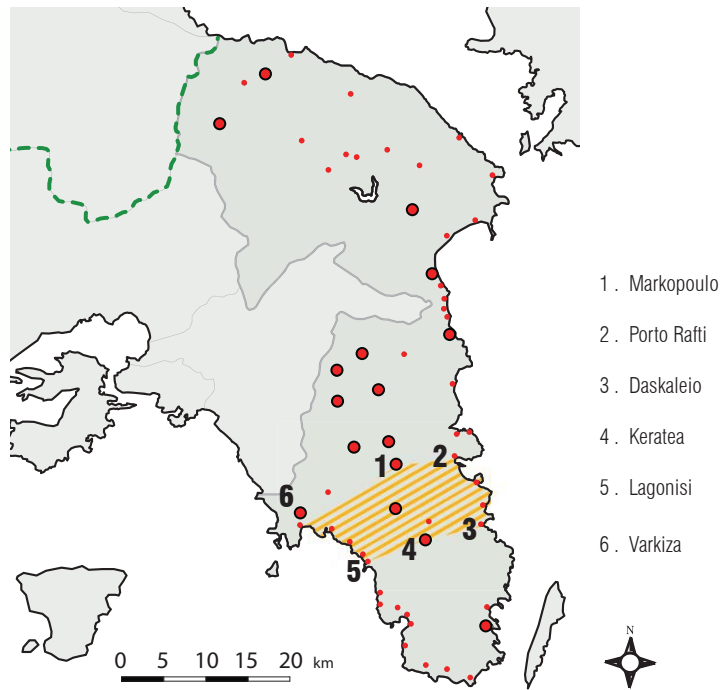 1 . Markopoulo
2 . Porto Rafti
3 . Daskaleio
4 . Keratea
5 . Lagonisi
6 . Varkiza
1
2
6
3
4
5
N
0 5 10 15 20 km